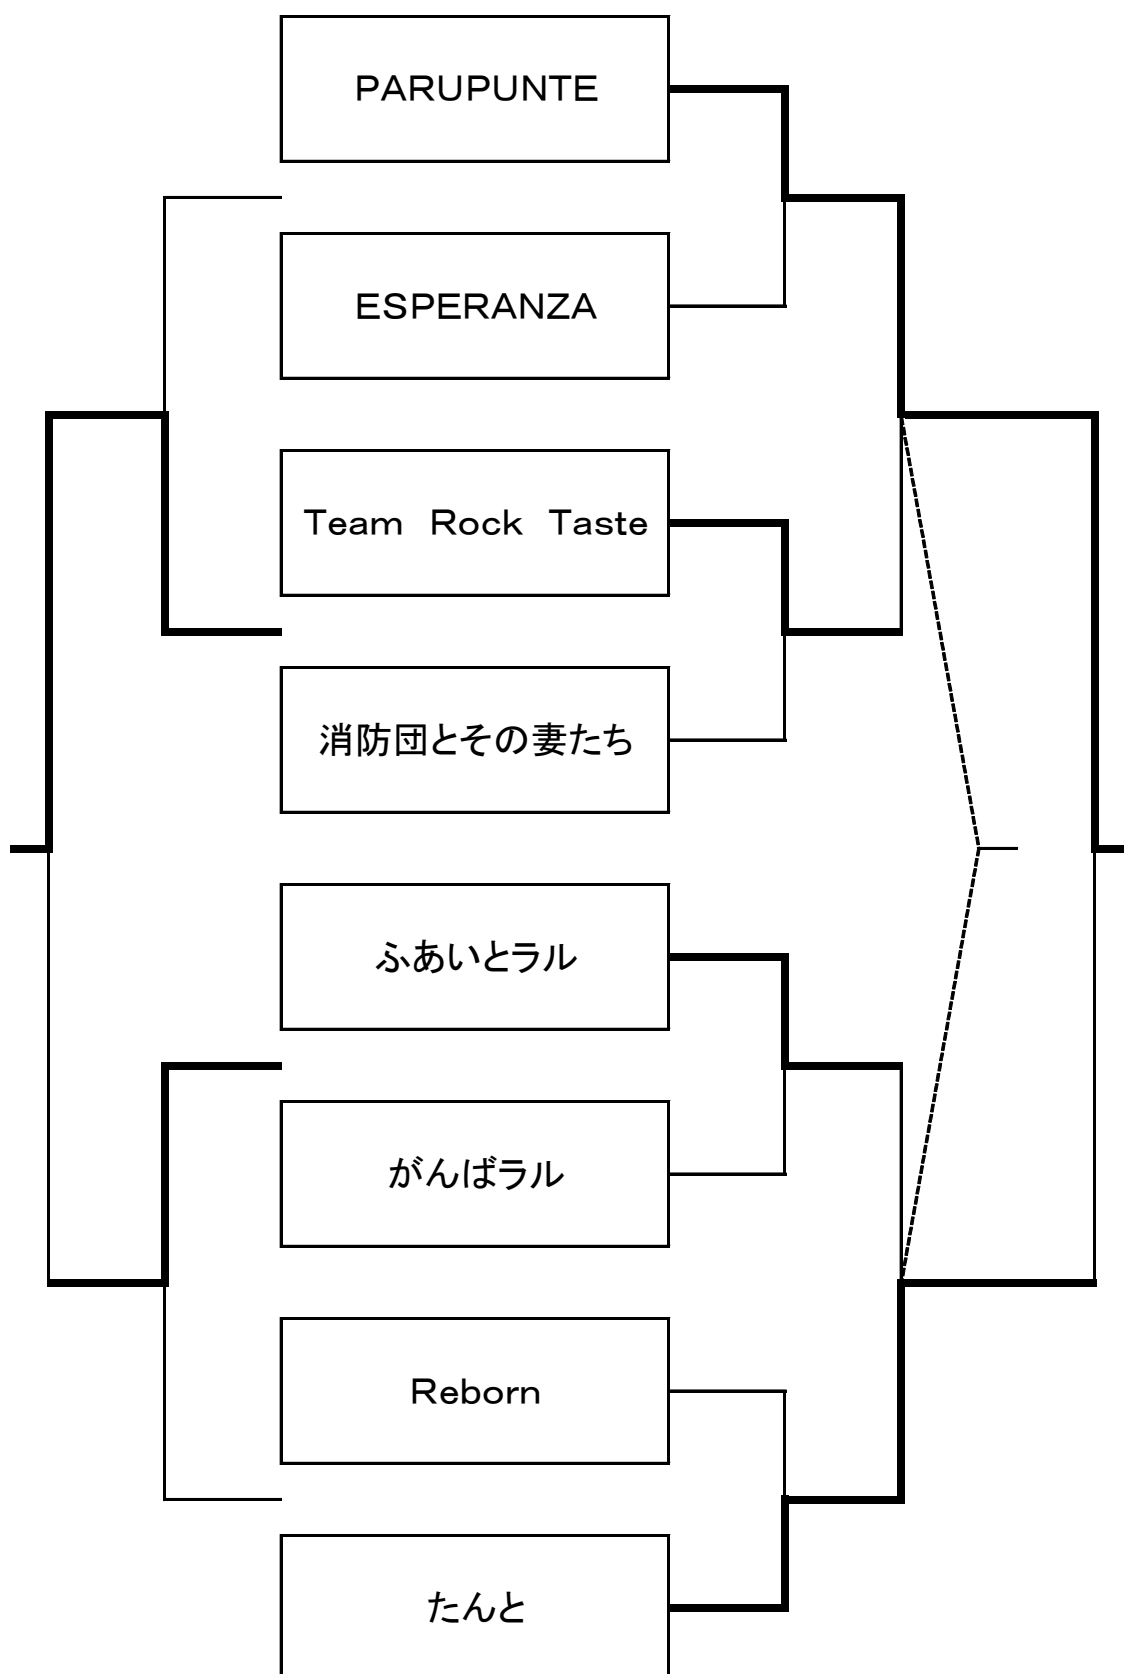 PARUPUNTE
ESPERANZA
Team　Rock　Taste
消防団とその妻たち
ふあいとラル
がんばラル
Reborn
たんと